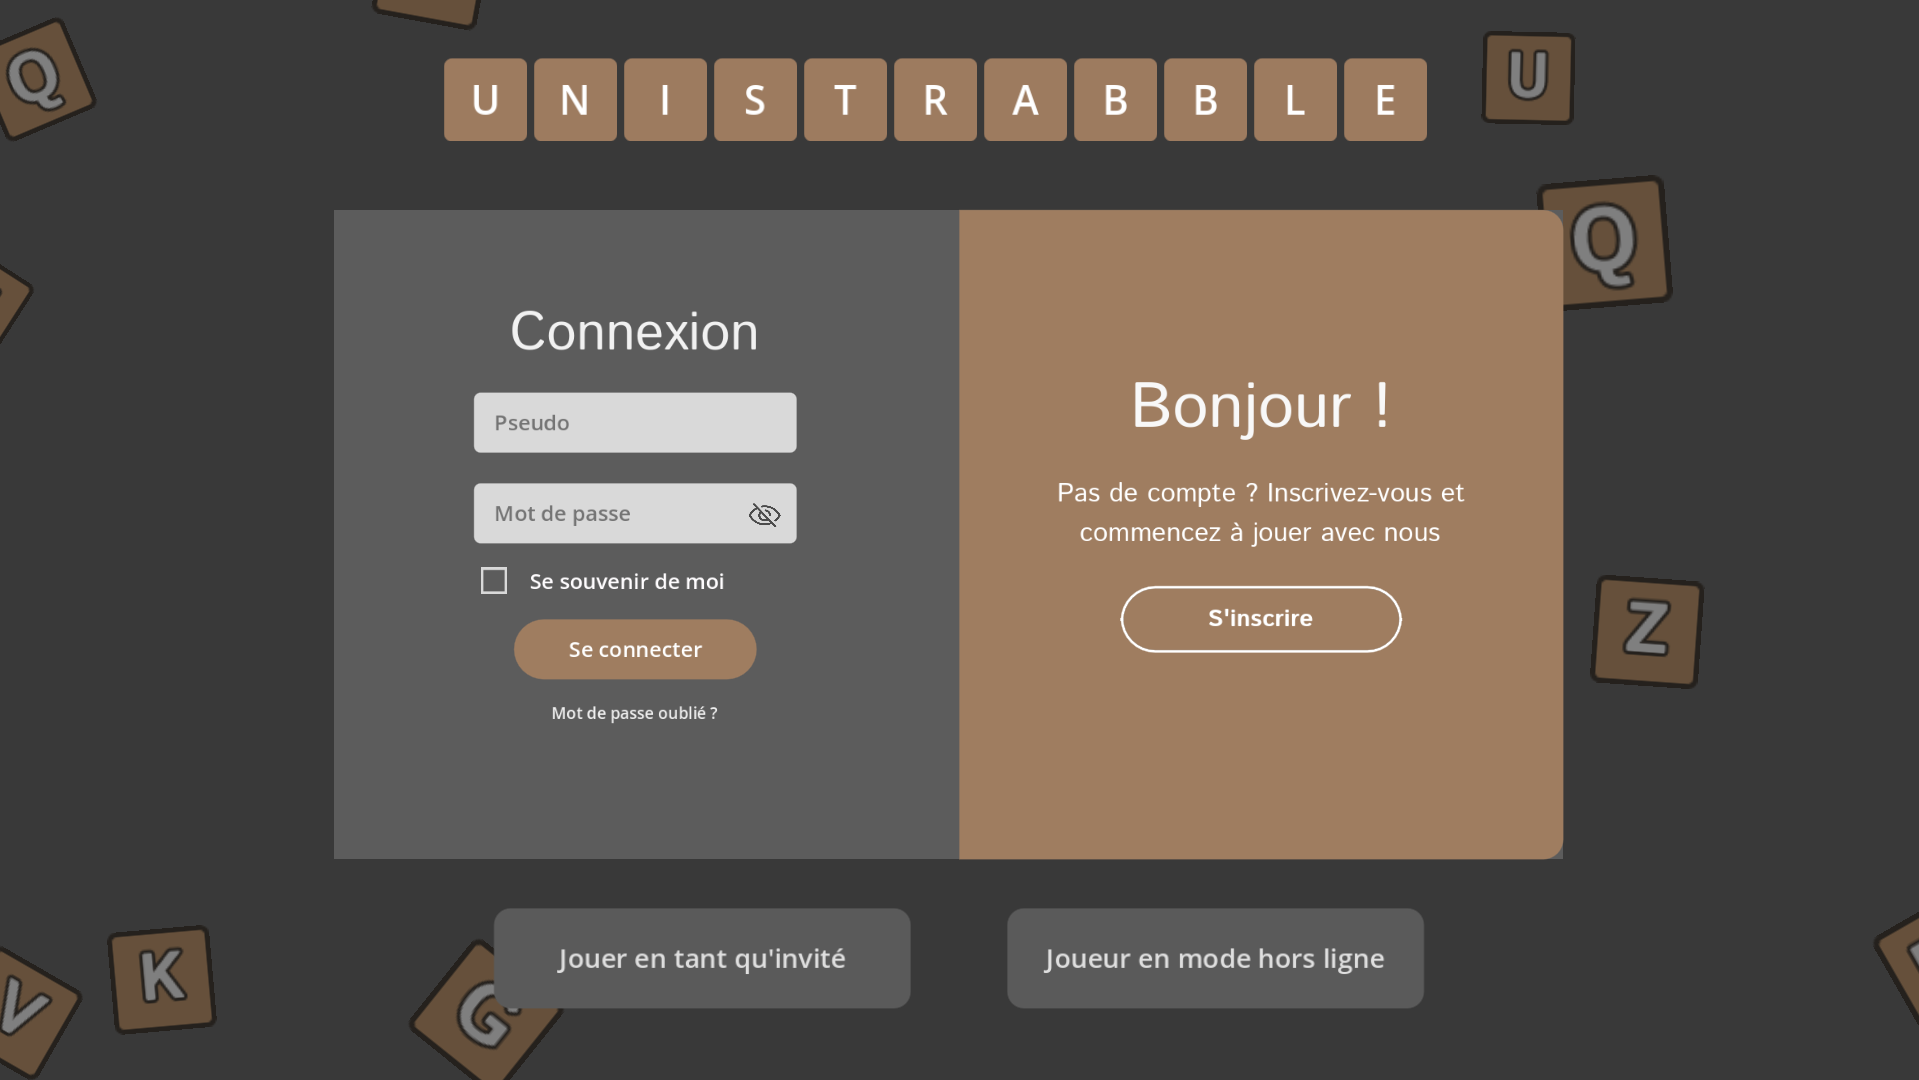 Q
U N I S T R A B B L E
U
Q
Connexion
Pseudo
Mot de passe
Se souvenir de moi
Se connecter
Mot de passe oublié ?
Bonjour !
Pas de compte ? Inscrivez-vous et
commencez à jouer avec nous
S'inscrire
Z
Jouer en tant qu'invité
Joueur en mode hors ligne
K
V
G